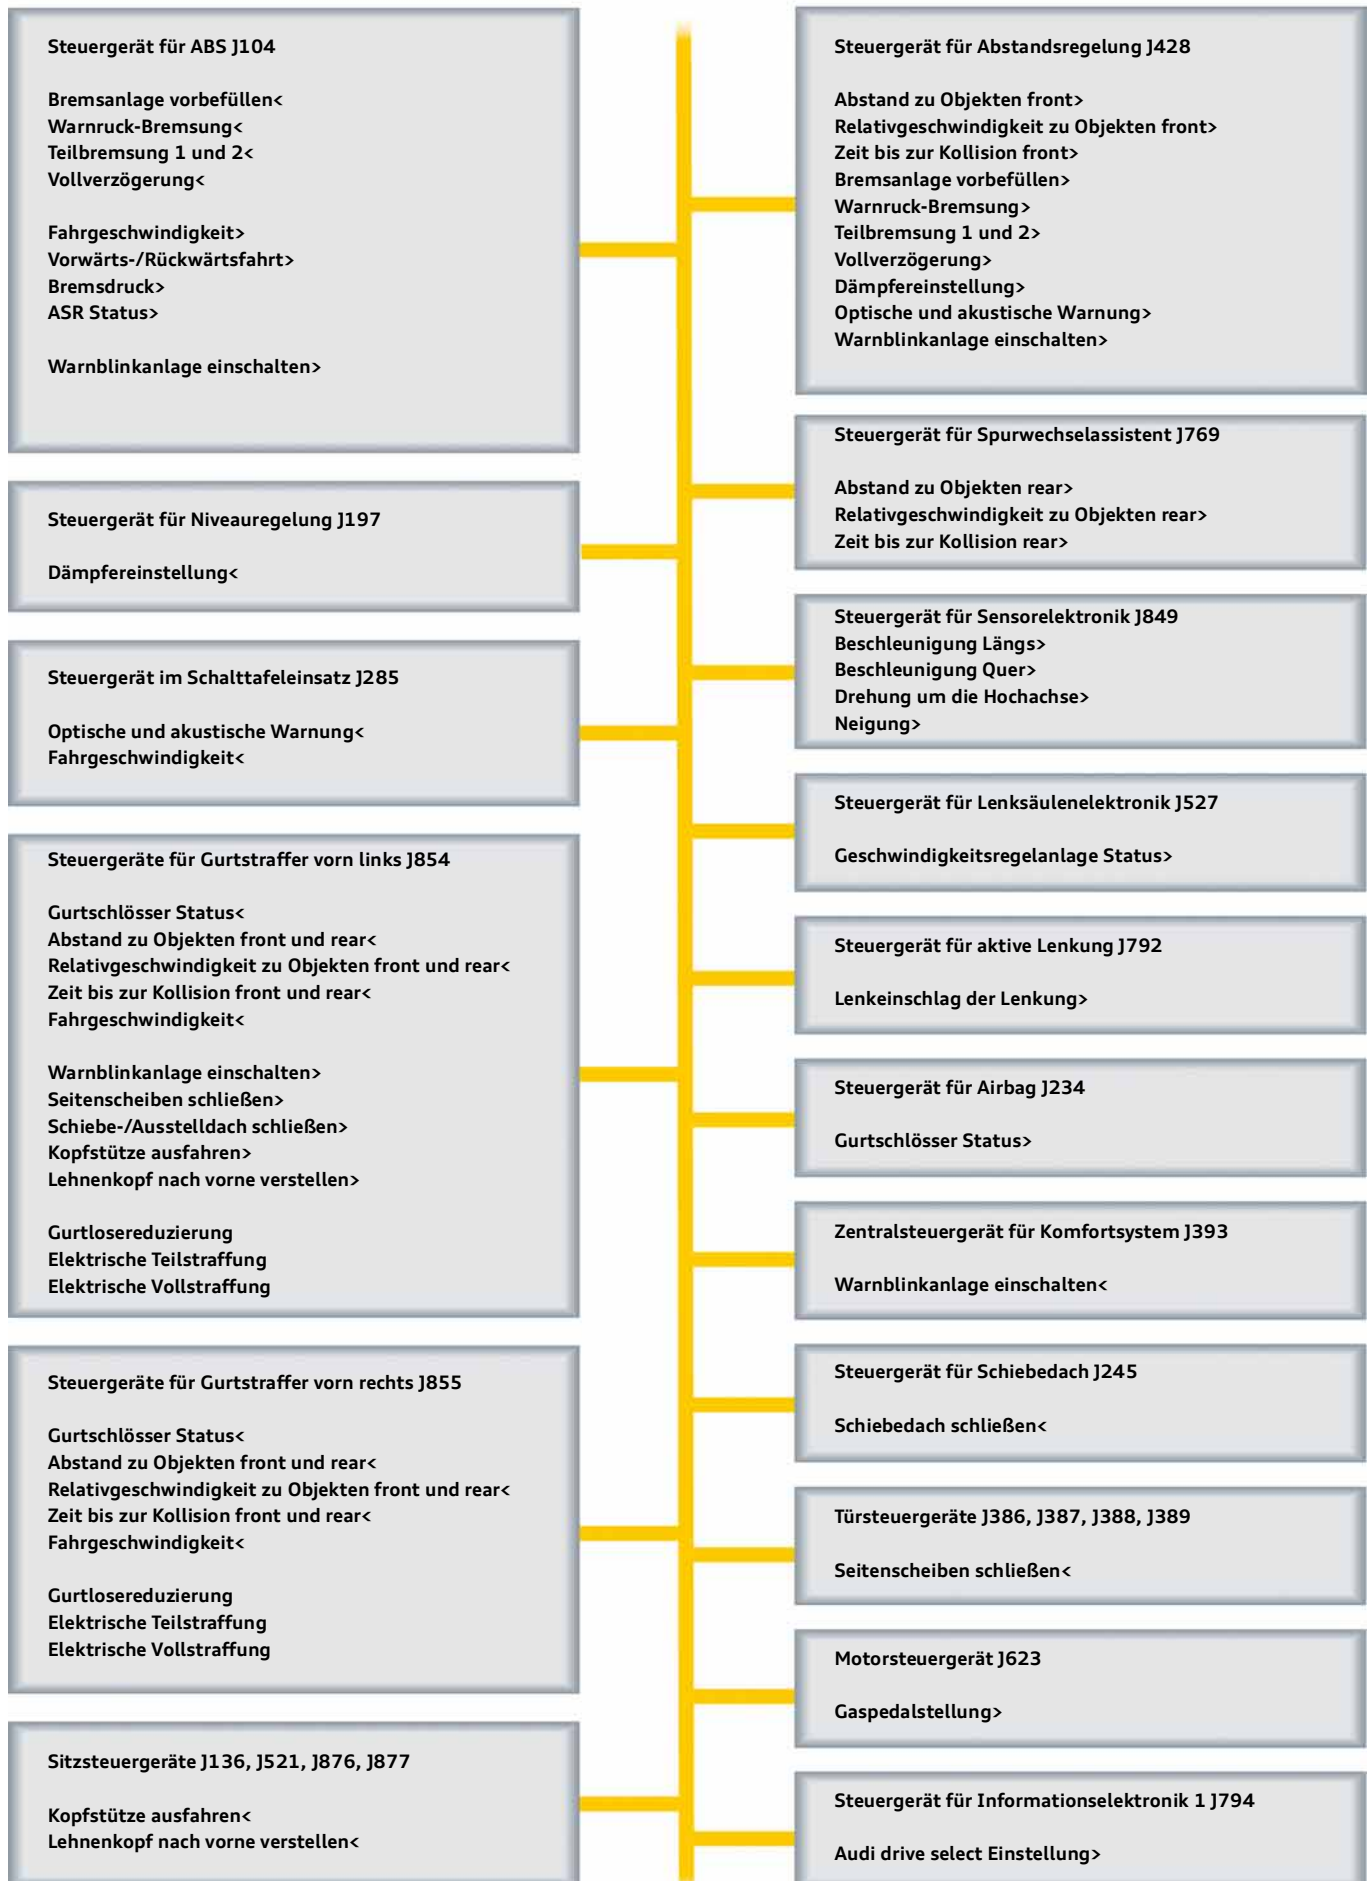 Steuergerät für ABS J104
Bremsanlage vorbefüllen<
Warnruck-Bremsung<
Teilbremsung 1 und 2<
Vollverzögerung<
Fahrgeschwindigkeit>
Vorwärts-/Rückwärtsfahrt>
Bremsdruck>
ASR Status>
Warnblinkanlage einschalten>
Steuergerät für Niveauregelung J197
Dämpfereinstellung<
Steuergerät im Schalttafeleinsatz J285
Optische und akustische Warnung<
Fahrgeschwindigkeit<
Steuergeräte für Gurtstraffer vorn links J854
Gurtschlösser Status<
Abstand zu Objekten front und rear<
Relativgeschwindigkeit zu Objekten front und rear<
Zeit bis zur Kollision front und rear<
Fahrgeschwindigkeit<
Warnblinkanlage einschalten>
Seitenscheiben schließen>
Schiebe-/Ausstelldach schließen>
Kopfstütze ausfahren>
Lehnenkopf nach vorne verstellen>
Gurtlosereduzierung
Elektrische Teilstraffung
Elektrische Vollstraffung
Steuergeräte für Gurtstraffer vorn rechts J855
Gurtschlösser Status<
Abstand zu Objekten front und rear<
Relativgeschwindigkeit zu Objekten front und rear<
Zeit bis zur Kollision front und rear<
Fahrgeschwindigkeit<
Gurtlosereduzierung
Elektrische Teilstraffung
Elektrische Vollstraffung
Sitzsteuergeräte J136, J521, J876, J877
Kopfstütze ausfahren<
Lehnenkopf nach vorne verstellen<
Steuergerät für Abstandsregelung J428
Abstand zu Objekten front>
Relativgeschwindigkeit zu Objekten front>
Zeit bis zur Kollision front>
Bremsanlage vorbefüllen>
Warnruck-Bremsung>
Teilbremsung 1 und 2>
Vollverzögerung>
Dämpfereinstellung>
Optische und akustische Warnung>
Warnblinkanlage einschalten>
Steuergerät für Spurwechselassistent J769
Abstand zu Objekten rear>
Relativgeschwindigkeit zu Objekten rear>
Zeit bis zur Kollision rear>
Steuergerät für Sensorelektronik J849
Beschleunigung Längs>
Beschleunigung Quer>
Drehung um die Hochachse>
Neigung>
Steuergerät für Lenksäulenelektronik J527
Geschwindigkeitsregelanlage Status>
Steuergerät für aktive Lenkung J792
Lenkeinschlag der Lenkung>
Steuergerät für Airbag J234
Gurtschlösser Status>
Zentralsteuergerät für Komfortsystem J393
Warnblinkanlage einschalten<
Steuergerät für Schiebedach J245
Schiebedach schließen<
Türsteuergeräte J386, J387, J388, J389
Seitenscheiben schließen<
Motorsteuergerät J623
Gaspedalstellung>
Steuergerät für Informationselektronik 1 J794
Audi drive select Einstellung>